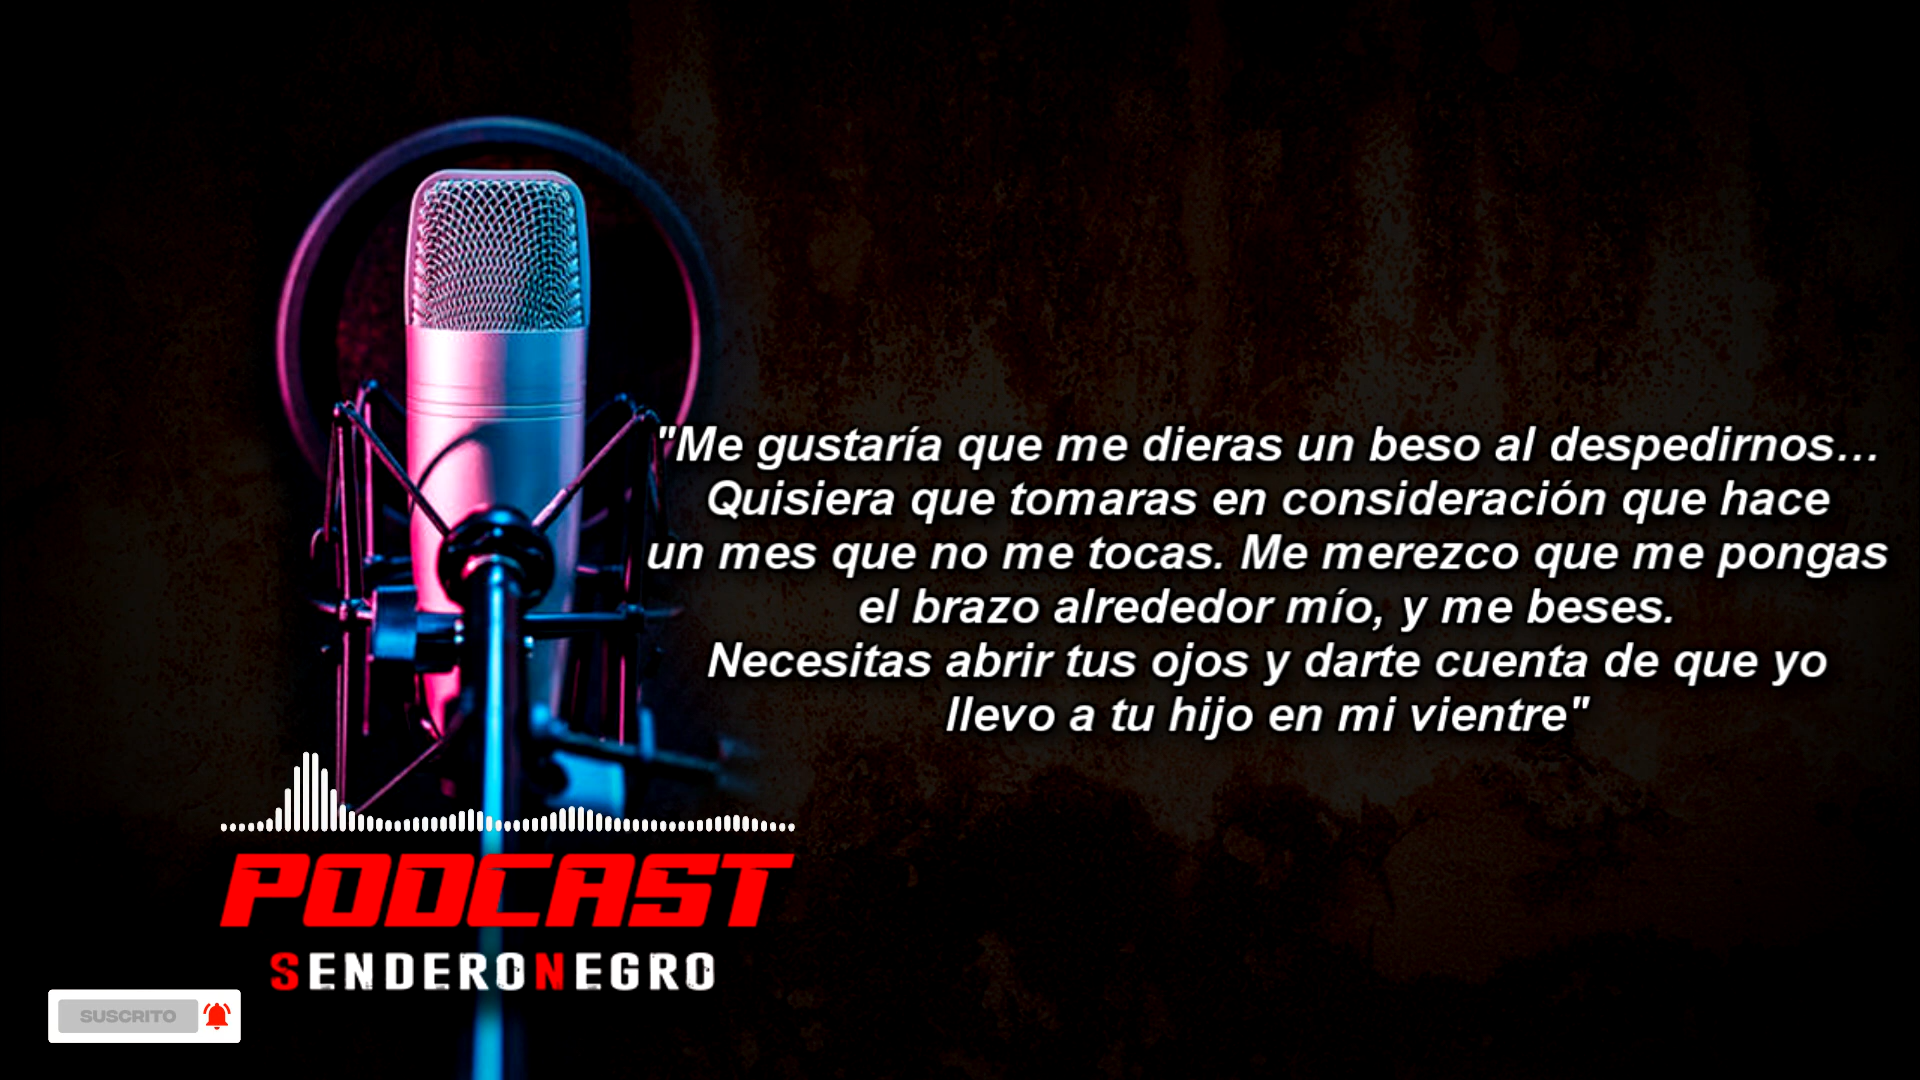 "Me gustaría que me dieras un beso al despedirnos...
Quisiera que tomaras en consideración que hace
un mes que no me tocas. Me merezco que me pongas
el brazo alrededor mío, y me beses.
Necesitas abrir tus ojos y darte cuenta de que yo
llevo a tu hijo en mi vientre"
PODCAST
SENDERONEGRO
SUSCRITO